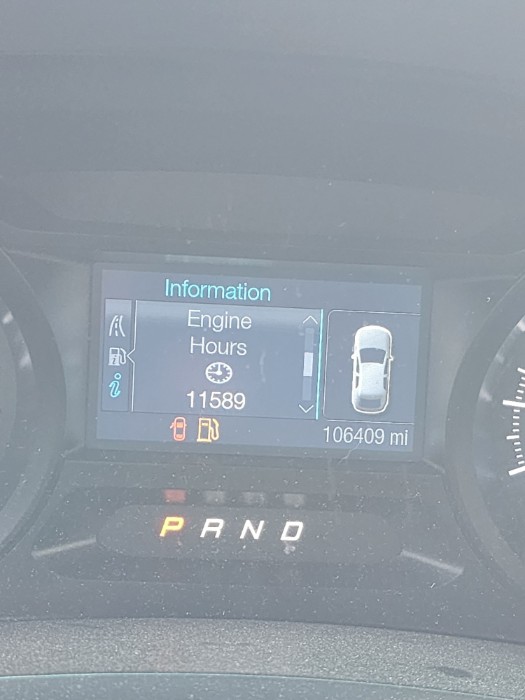 Information
Engine
Hours
11589
i
106409 mi
P R N D